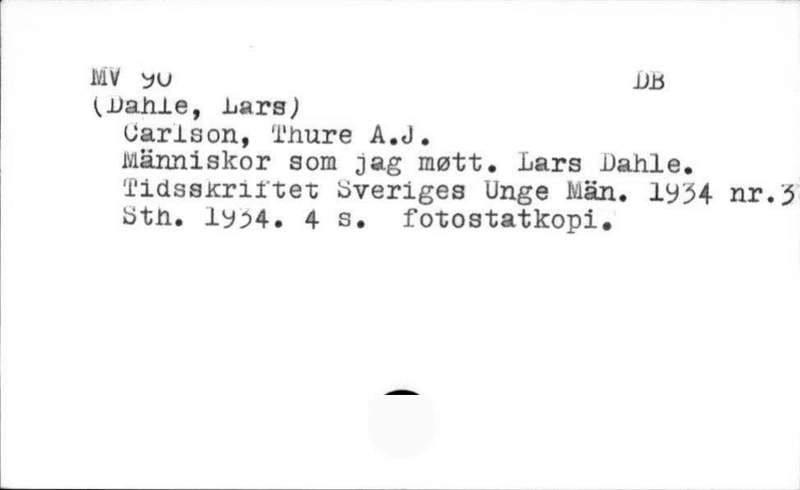 MV 90 DB
(Dahle, Lars)
Carlson, Thure A.J.
Människor som jag møtt. Lars Dahle.
Tidsskriftet Sveriges Unge Män. 1934 nr.3
Sth. 1934. 4 s. fotostatkopi.